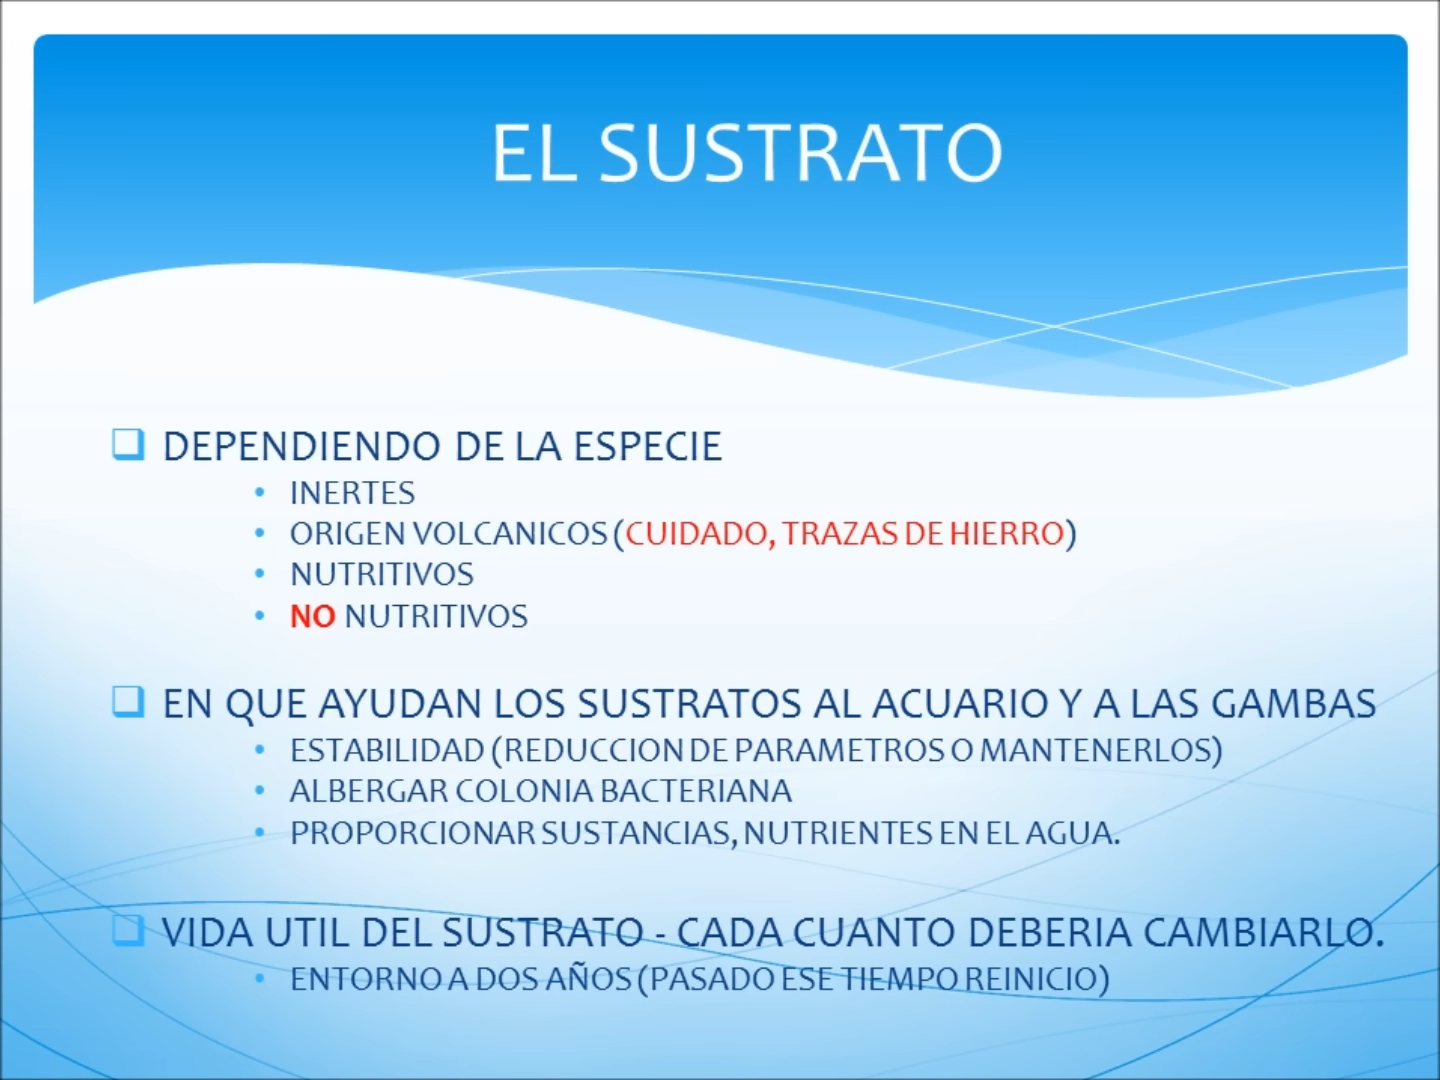 EL SUSTRATO
DEPENDIENDO DE LA ESPECIE
INERTES
ORIGEN VOLCANICOS (CUIDADO, TRAZAS DE HIERRO)
NUTRITIVOS
NO NUTRITIVOS
EN QUE AYUDAN LOS SUSTRATOS AL ACUARIO Y A LAS GAMBAS
ESTABILIDAD (REDUCCION DE PARAMETROS O MANTENERLOS)
ALBERGAR COLONIA BACTERIANA
PROPORCIONAR SUSTANCIAS, NUTRIENTES EN EL AGUA.
VIDA UTIL DEL SUSTRATO - CADA CUANTO DEBERIA CAMBIARLO.
ENTORNO A DOS AÑOS (PASADO ESE TIEMPO REINICIO)